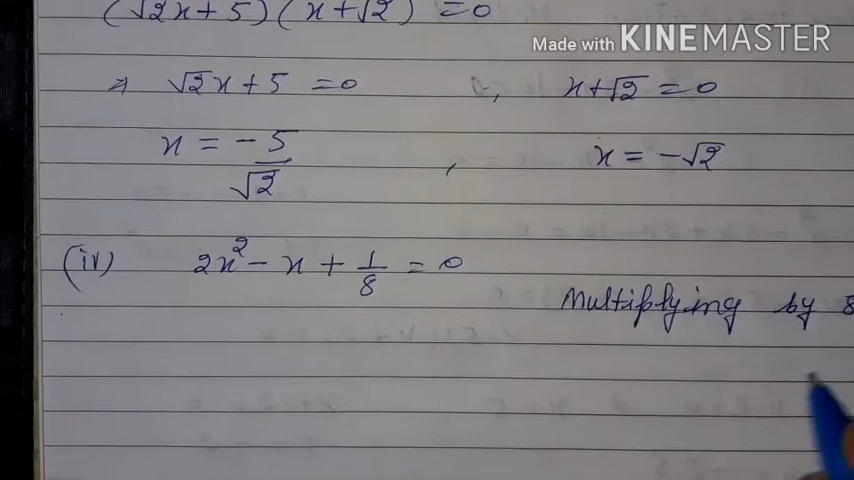 (√2x + 5) (x + √2) = 0
Made with KINEMASTER
⇒ √2x + 5 = 0 , x + √2 = 0
x = -5/√2 , x = -√2
(iv) 2x² - x + 1/8 = 0
Multiplying by 8